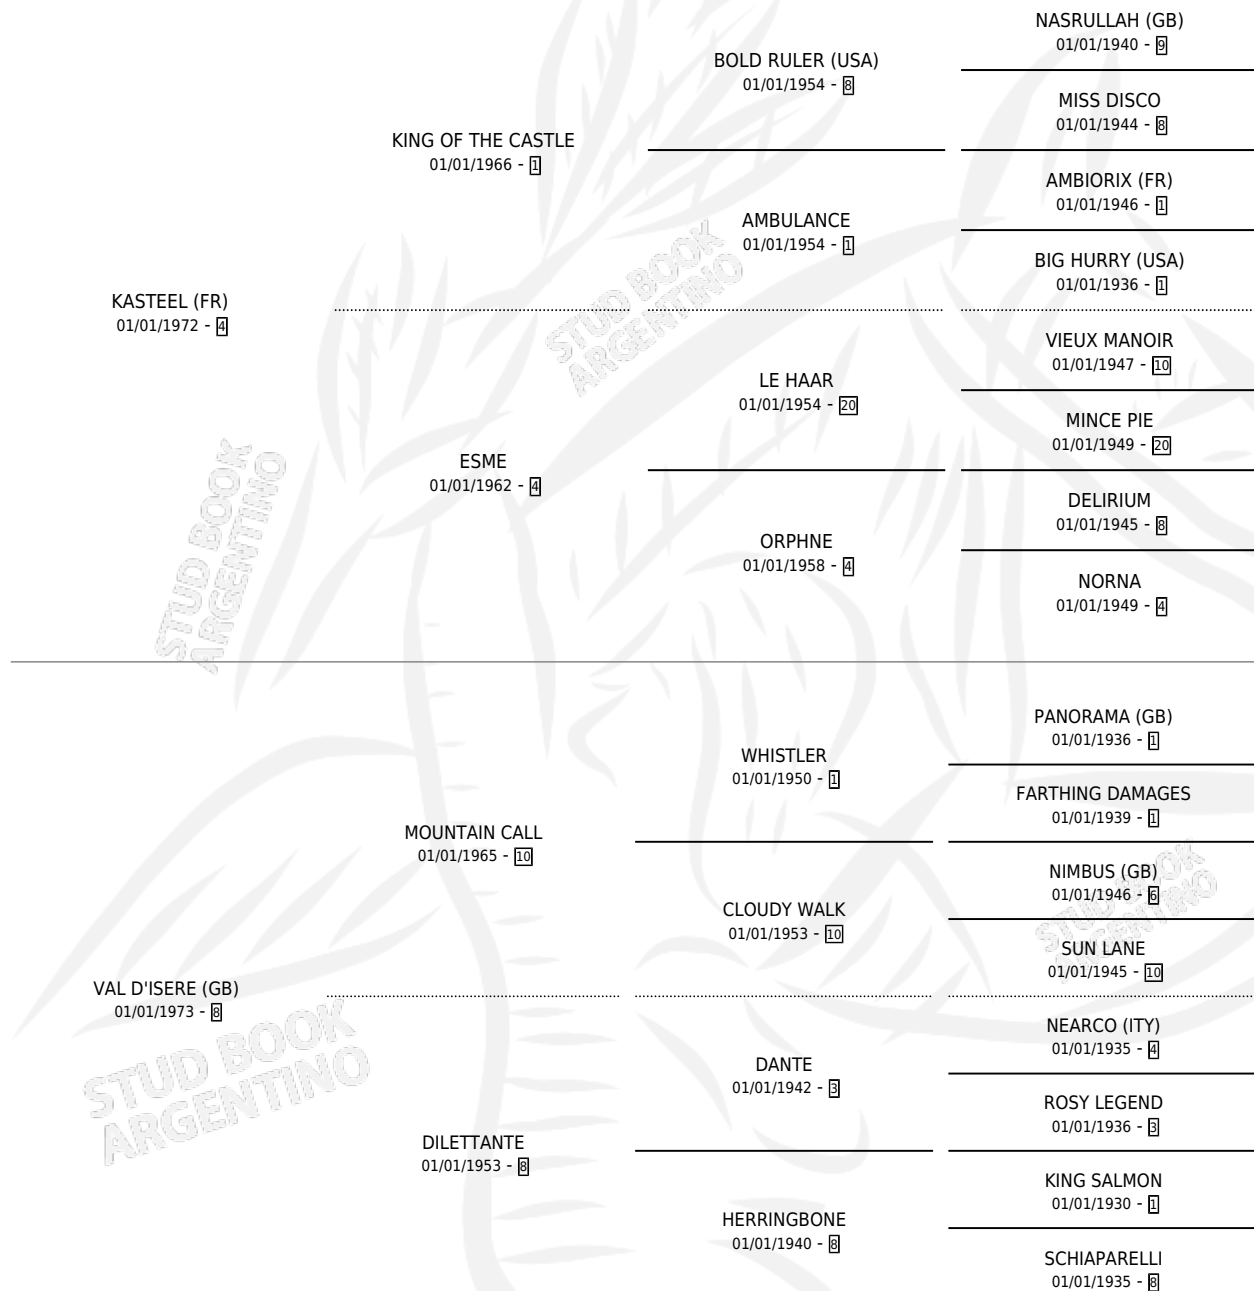 NASRULLAH (GB)
01/01/1940 - 9
BOLD RULER (USA)
01/01/1954 - 8
MISS DISCO
01/01/1944 - 8
KING OF THE CASTLE
01/01/1966 - 1
AMBIORIX (FR)
01/01/1946 - 1
AMBULANCE
01/01/1954 - 1
BIG HURRY (USA)
01/01/1936 - 1
KASTEEL (FR)
01/01/1972 - 4
VIEUX MANOIR
01/01/1947 - 10
LE HAAR
01/01/1954 - 20
MINCE PIE
01/01/1949 - 20
ESME
01/01/1962 - 4
DELIRIUM
01/01/1945 - 8
ORPHNE
01/01/1958 - 4
NORNA
01/01/1949 - 4
STUD BOOK
ARGENTINO
STUD BOOK
ARGENTINO
PANORAMA (GB)
01/01/1936 - 1
WHISTLER
01/01/1950 - 1
FARTHING DAMAGES
01/01/1939 - 1
MOUNTAIN CALL
01/01/1965 - 10
NIMBUS (GB)
01/01/1946 - 6
CLOUDY WALK
01/01/1953 - 10
SUN LANE
01/01/1945 - 10
STUD BOOK
ARGENTINO
VAL D'ISERE (GB)
01/01/1973 - 8
NEARCO (ITY)
01/01/1935 - 4
DANTE
01/01/1942 - 3
ROSY LEGEND
01/01/1936 - 3
DILETTANTE
01/01/1953 - 8
KING SALMON
01/01/1930 - 1
HERRINGBONE
01/01/1940 - 8
SCHIAPARELLI
01/01/1935 - 8
STUD BOOK
ARGENTINO